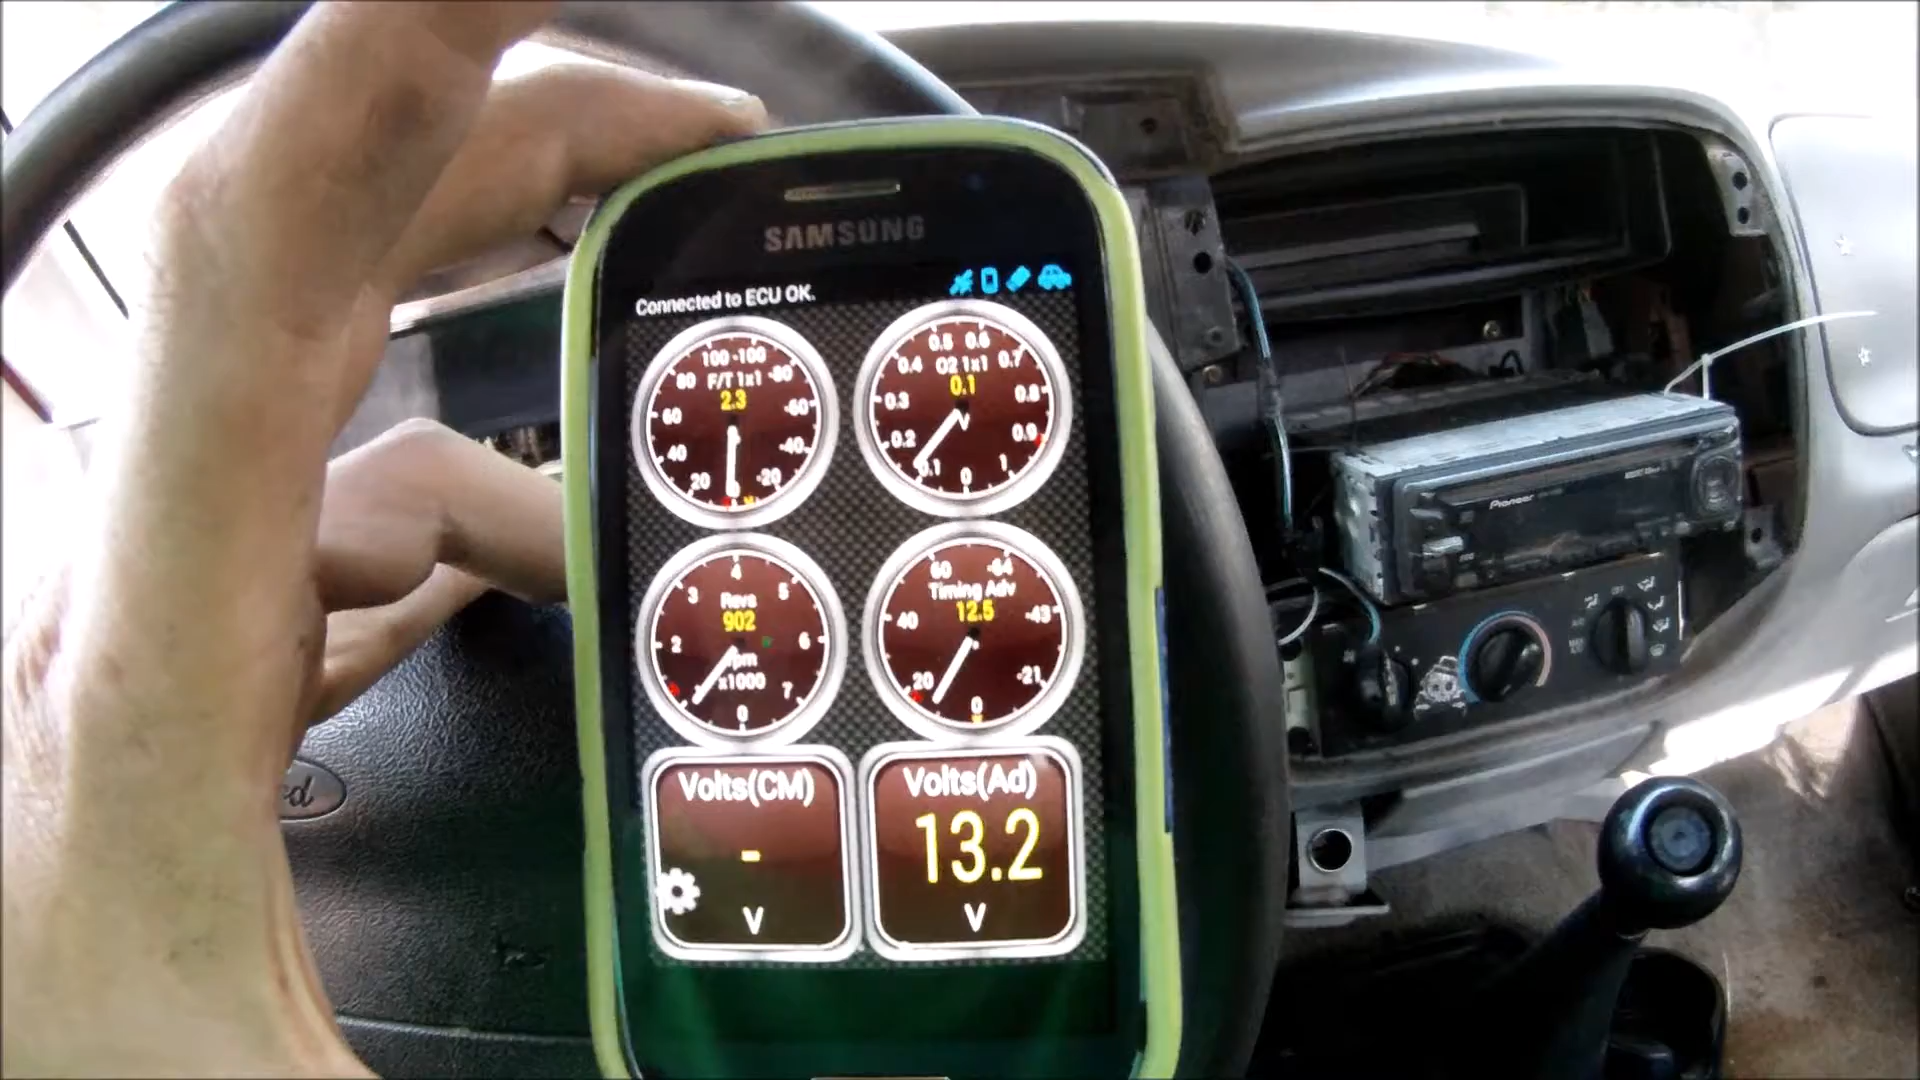 SAMSUNG
Connected to ECU OK.
100 -100
80 F/T 1x1 -80
2.3
60 -60
40 -40
20 0 -20
0.5 0.6
0.4 O2 1x1 0.7
0.1
0.3 0.8
V
0.2 0.9
0.1 0 1
4
3 5
Revs
902
2 6
rpm
x1000
1 7
0
60 -64
Timing Adv
12.5
40 -43
20 -21
0
Volts(CM)
-
V
Volts(Ad)
13.2
V
Pioneer
OFF